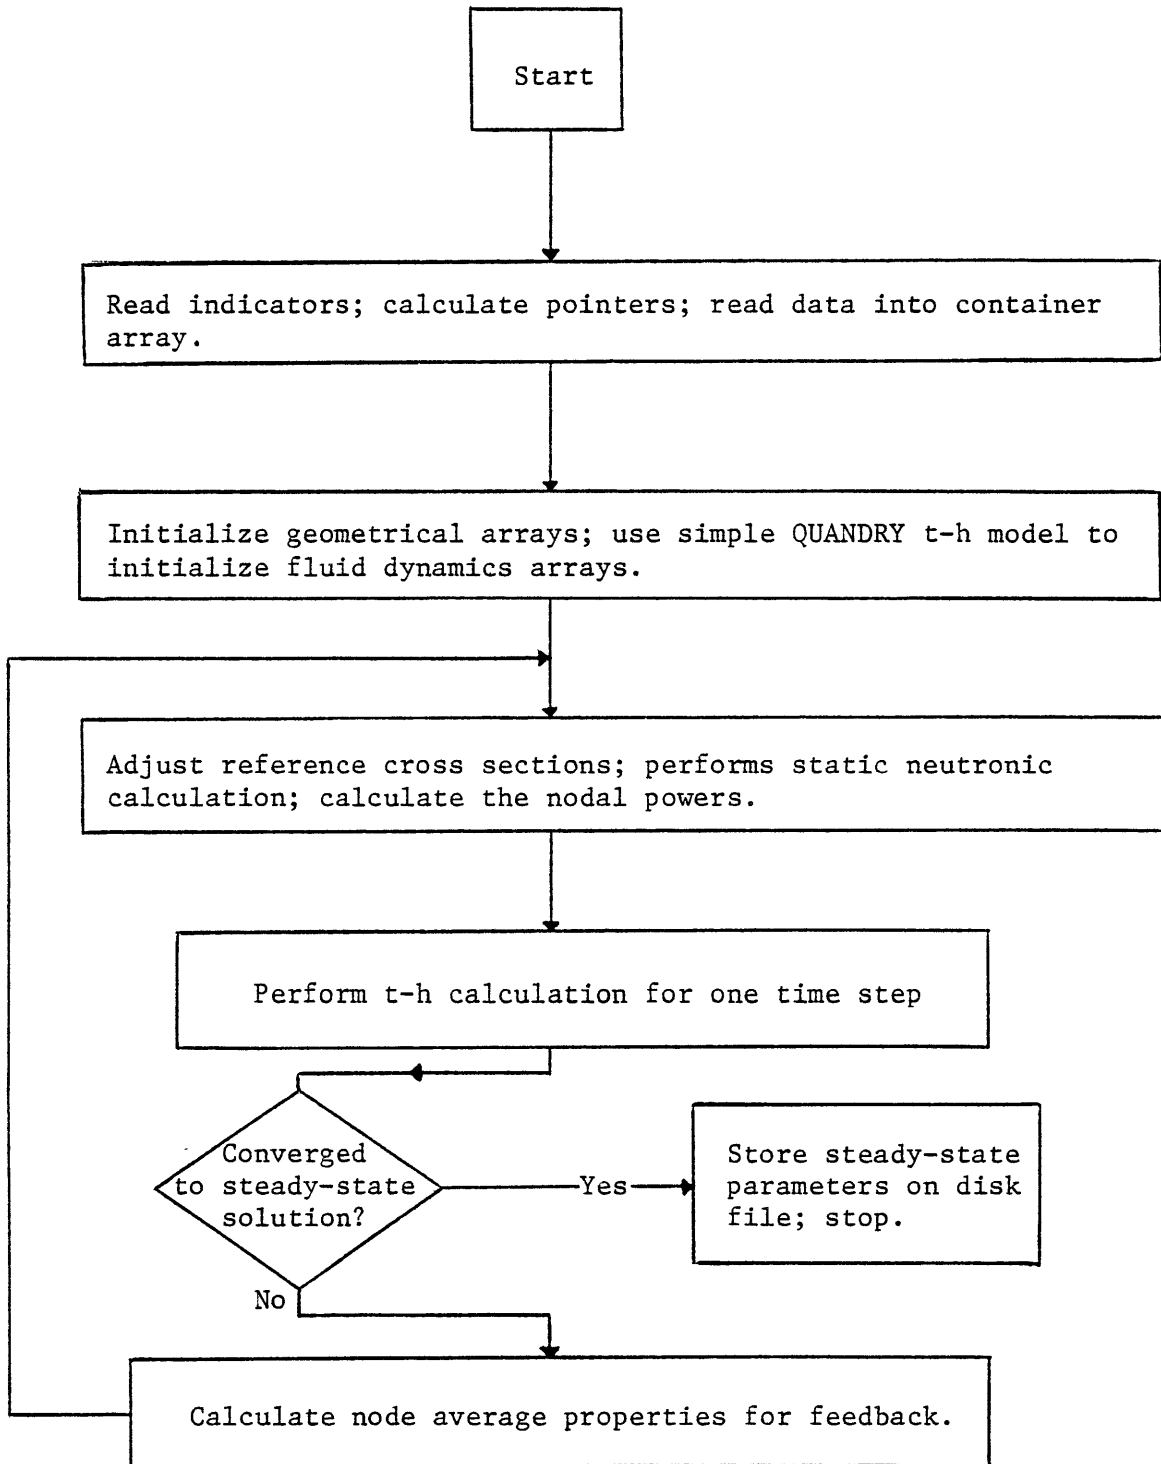 Start
Read indicators; calculate pointers; read data into container
array.
Initialize geometrical arrays; use simple QUANDRY t-h model to
initialize fluid dynamics arrays.
Adjust reference cross sections; performs static neutronic
calculation; calculate the nodal powers.
Perform t-h calculation for one time step
Converged
to steady-state
solution?
Yes
Store steady-state
parameters on disk
file; stop.
No
Calculate node average properties for feedback.